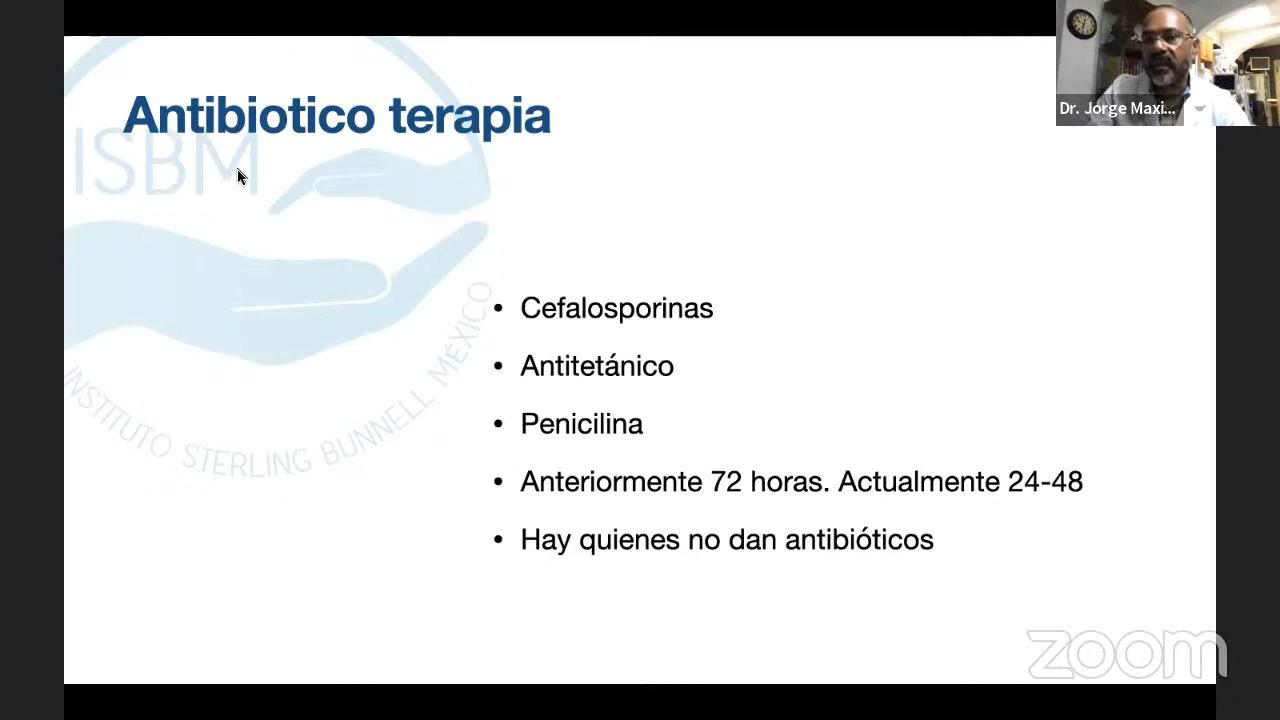 Antibiotico terapia
ISBM
INSTITUTO STERLING BUNNELL MÉXICO
• Cefalosporinas
• Antitetánico
• Penicilina
• Anteriormente 72 horas. Actualmente 24-48
• Hay quienes no dan antibióticos
Dr. Jorge Maxi...
zoom